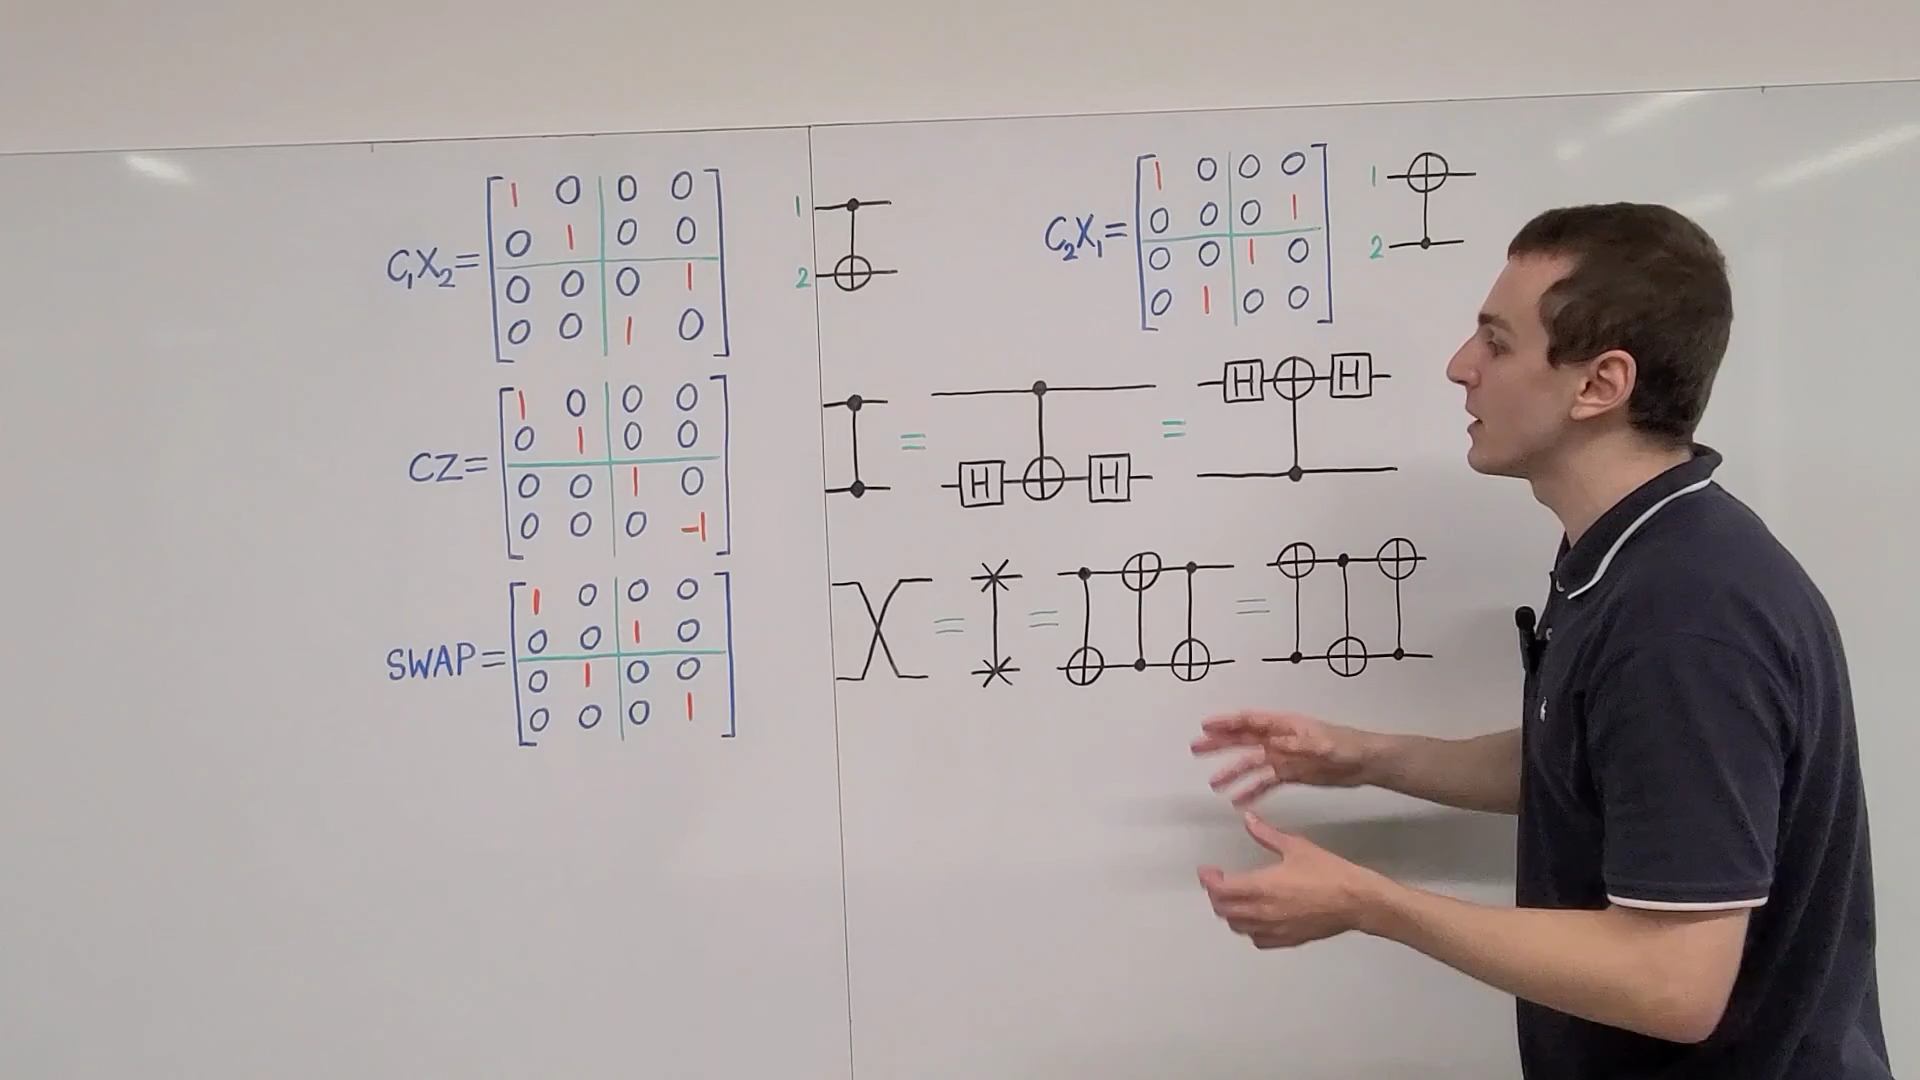 C₁X₂ =
1 0 0 0
0 1 0 0
0 0 0 1
0 0 1 0
1
2
C₂X₁ =
1 0 0 0
0 0 0 1
0 0 1 0
0 1 0 0
1
2
CZ =
1 0 0 0
0 1 0 0
0 0 1 0
0 0 0 -1
≡
H H
≡
H H
SWAP =
1 0 0 0
0 0 1 0
0 1 0 0
0 0 0 1
= = =